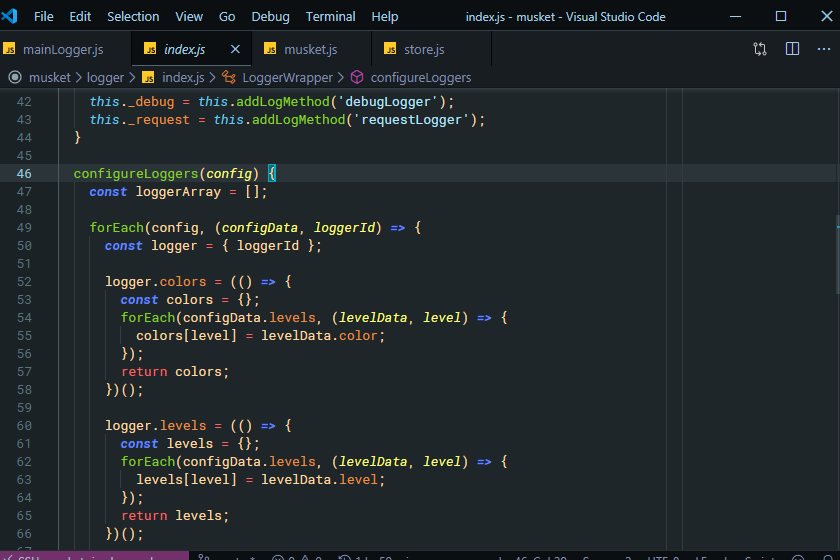 File Edit Selection View Go Debug Terminal Help index.js - musket - Visual Studio Code
JS mainLogger.js JS index.js JS musket.js JS store.js
musket > logger > JS index.js > LoggerWrapper > configureLoggers
42 this._debug = this.addLogMethod('debugLogger');
43 this._request = this.addLogMethod('requestLogger');
44 }
45
46 configureLoggers(config) {
47 const loggerArray = [];
48
49 forEach(config, (configData, loggerId) => {
50 const logger = { loggerId };
51
52 logger.colors = (() => {
53 const colors = {};
54 forEach(configData.levels, (levelData, level) => {
55 colors[level] = levelData.color;
56 });
57 return colors;
58 })();
59
60 logger.levels = (() => {
61 const levels = {};
62 forEach(configData.levels, (levelData, level) => {
63 levels[level] = levelData.level;
64 });
65 return levels;
66 })();